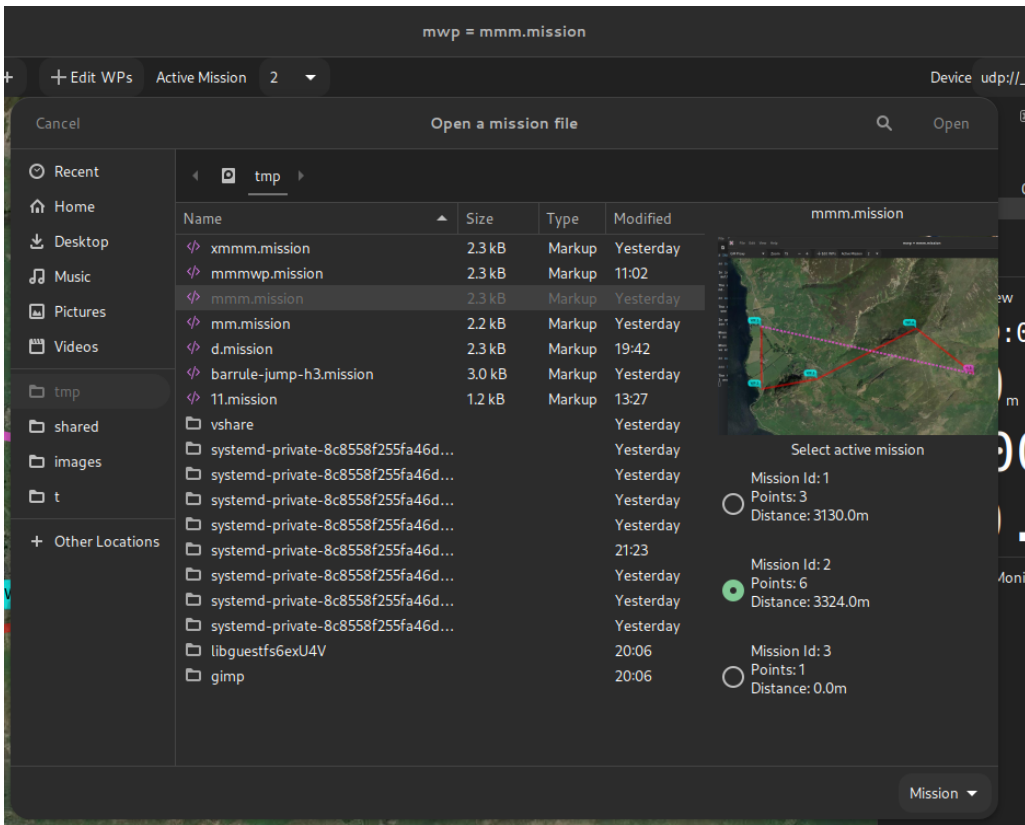 mwp = mmm.mission
Edit WPs Active Mission 2
Device udp://_
Cancel
Open a mission file
Open
Recent
Home
Desktop
Music
Pictures
Videos
tmp
shared
images
t
+ Other Locations
tmp
Name Size Type Modified
xmmm.mission 2.3 kB Markup Yesterday
mmmwp.mission 2.3 kB Markup 11:02
mmm.mission 2.3 kB Markup Yesterday
mm.mission 2.2 kB Markup Yesterday
d.mission 2.3 kB Markup 19:42
barrule-jump-h3.mission 3.0 kB Markup Yesterday
11.mission 1.2 kB Markup 13:27
vshare Yesterday
systemd-private-8c8558f255fa46d... Yesterday
systemd-private-8c8558f255fa46d... Yesterday
systemd-private-8c8558f255fa46d... Yesterday
systemd-private-8c8558f255fa46d... Yesterday
systemd-private-8c8558f255fa46d... 21:23
systemd-private-8c8558f255fa46d... Yesterday
systemd-private-8c8558f255fa46d... Yesterday
systemd-private-8c8558f255fa46d... Yesterday
libguestfs6exU4V 20:06
gimp 20:06
mmm.mission
Select active mission
Mission Id: 1
Points: 3
Distance: 3130.0m
Mission Id: 2
Points: 6
Distance: 3324.0m
Mission Id: 3
Points: 1
Distance: 0.0m
Mission
ew
m
Moni